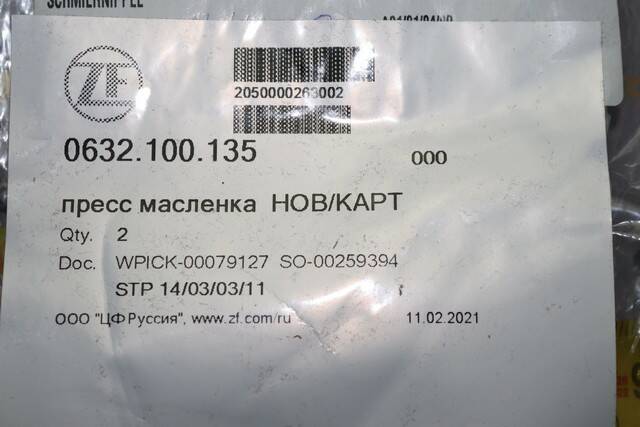 SCHMIERNIPPEL
ZF
2050000263002
0632.100.135 000
пресс масленка НОВ/КАРТ
Qty. 2
Doc. WPICK-00079127 SO-00259394
STP 14/03/03/11
ООО "ЦФ Руссия", www.zf.com/ru 11.02.2021